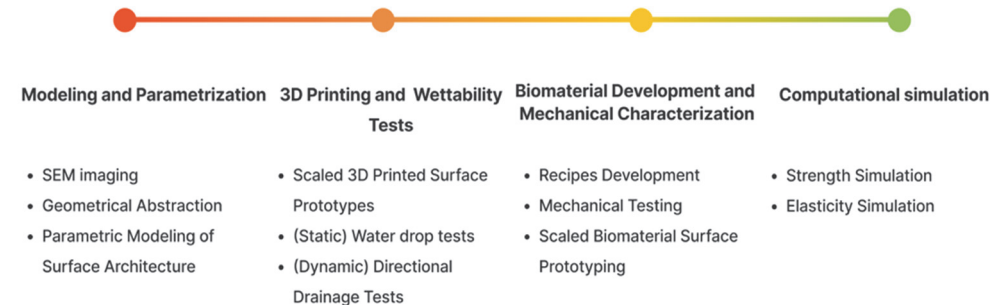 Modeling and Parametrization
• SEM imaging
• Geometrical Abstraction
• Parametric Modeling of
Surface Architecture
3D Printing and Wettability
Tests
• Scaled 3D Printed Surface
Prototypes
• (Static) Water drop tests
• (Dynamic) Directional
Drainage Tests
Biomaterial Development and
Mechanical Characterization
• Recipes Development
• Mechanical Testing
• Scaled Biomaterial Surface
Prototyping
Computational simulation
• Strength Simulation
• Elasticity Simulation